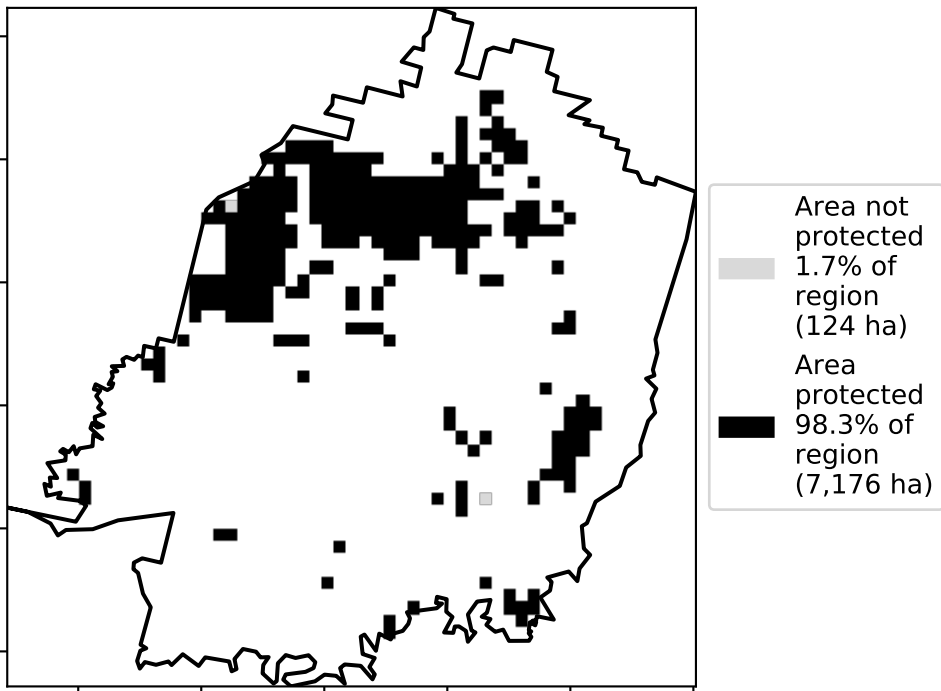 Area not
protected
1.7% of
region
(124 ha)
Area
protected
98.3% of
region
(7,176 ha)